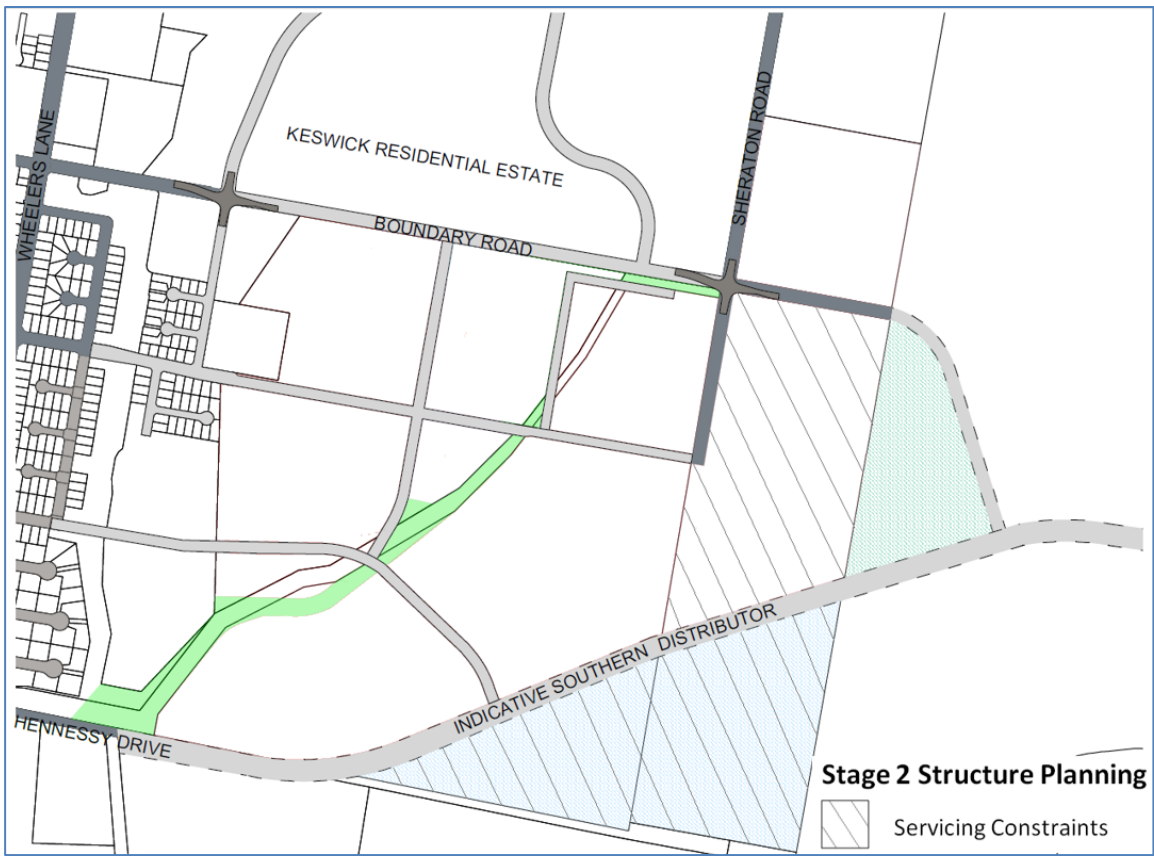 WHEELERS LANE
KESWICK RESIDENTIAL ESTATE
BOUNDARY ROAD
SHERATON ROAD
INDICATIVE SOUTHERN DISTRIBUTOR
HENNESSY DRIVE
Stage 2 Structure Planning
Servicing Constraints